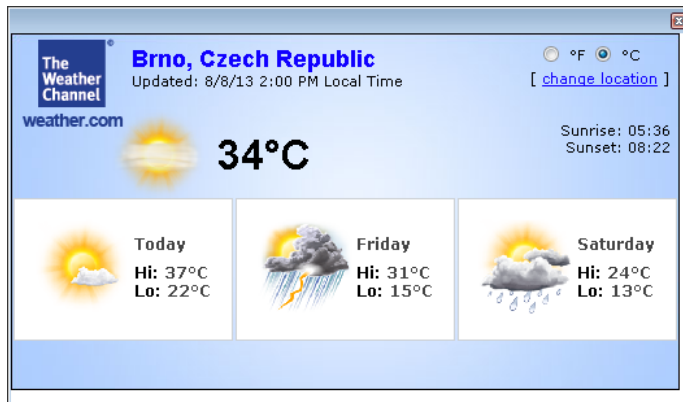 The
Weather
Channel
weather.com
Brno, Czech Republic
Updated: 8/8/13 2:00 PM Local Time
°F °C
[ change location ]
34°C
Sunrise: 05:36
Sunset: 08:22
Today
Hi: 37°C
Lo: 22°C
Friday
Hi: 31°C
Lo: 15°C
Saturday
Hi: 24°C
Lo: 13°C